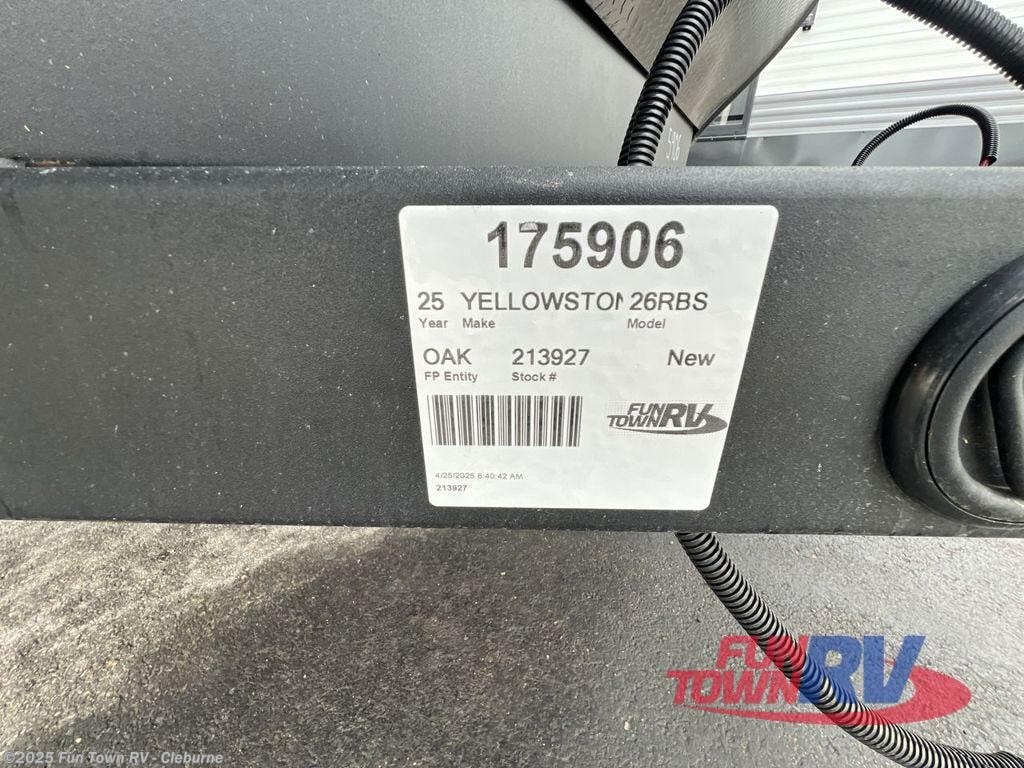 5906
175906
25 YELLOWSTON 26RBS
Year Make Model
OAK 213927 New
FP Entity Stock #
FUN TOWN RV
4/25/2025 8:40:42 AM
213927
FUN TOWN RV
©2025 Fun Town RV - Cleburne